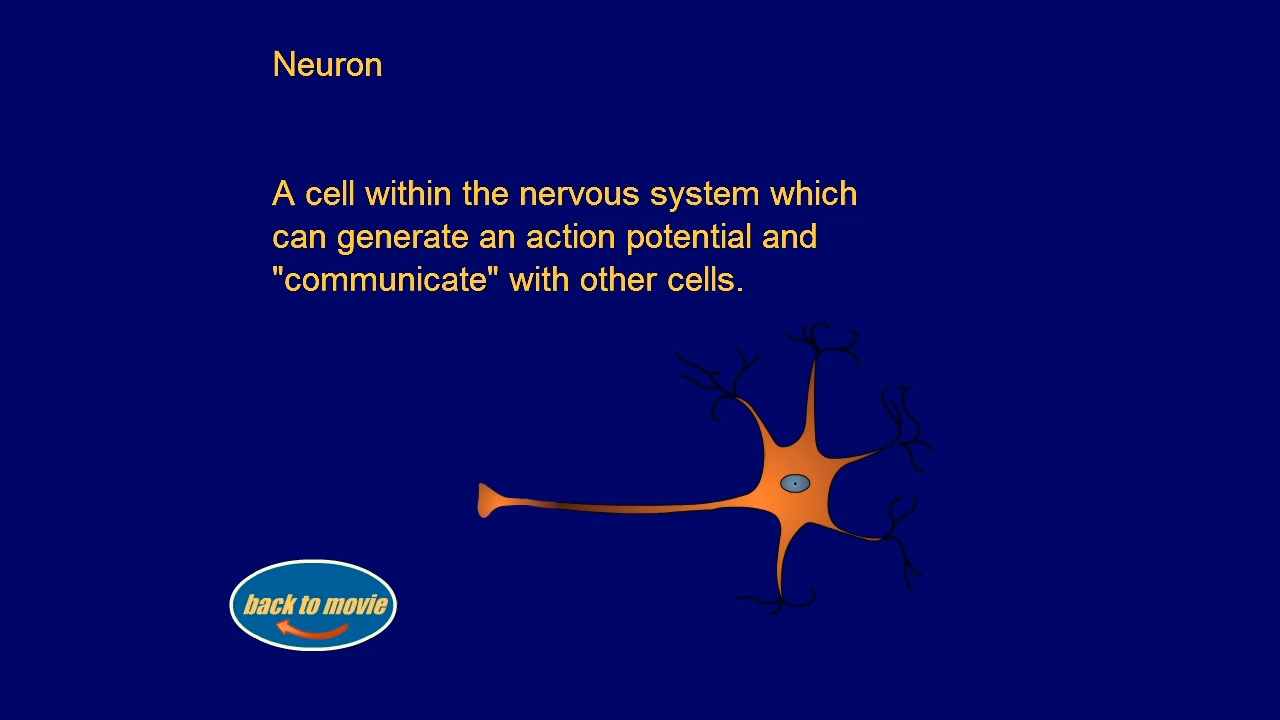 Neuron
A cell within the nervous system which
can generate an action potential and
"communicate" with other cells.
back to movie